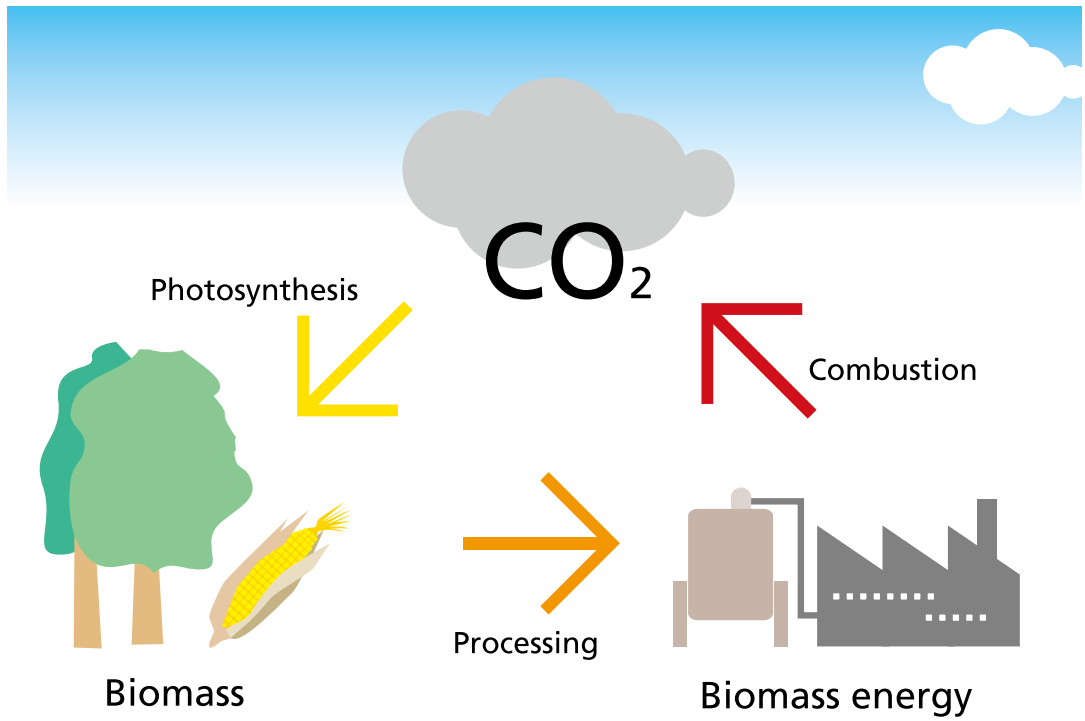 CO₂
Photosynthesis
Combustion
Processing
Biomass
Biomass energy